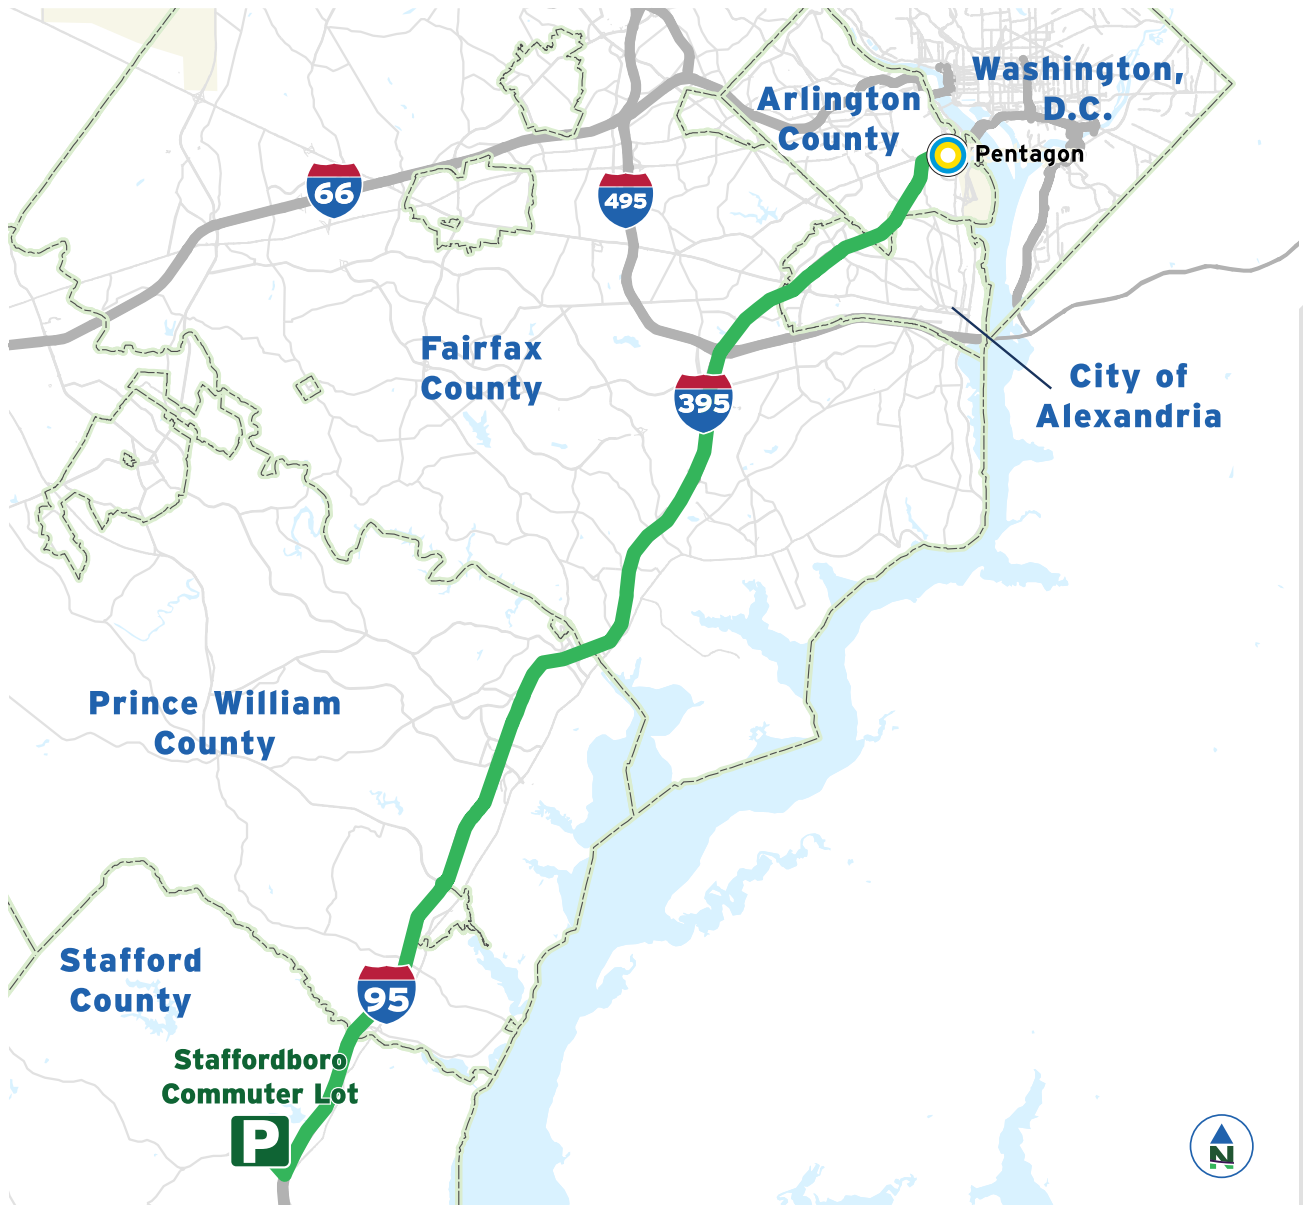 Washington,
D.C.
Arlington
County
Pentagon
66
495
Fairfax
County
395
City of
Alexandria
Prince William
County
Stafford
County
95
Staffordboro
Commuter Lot
P
N